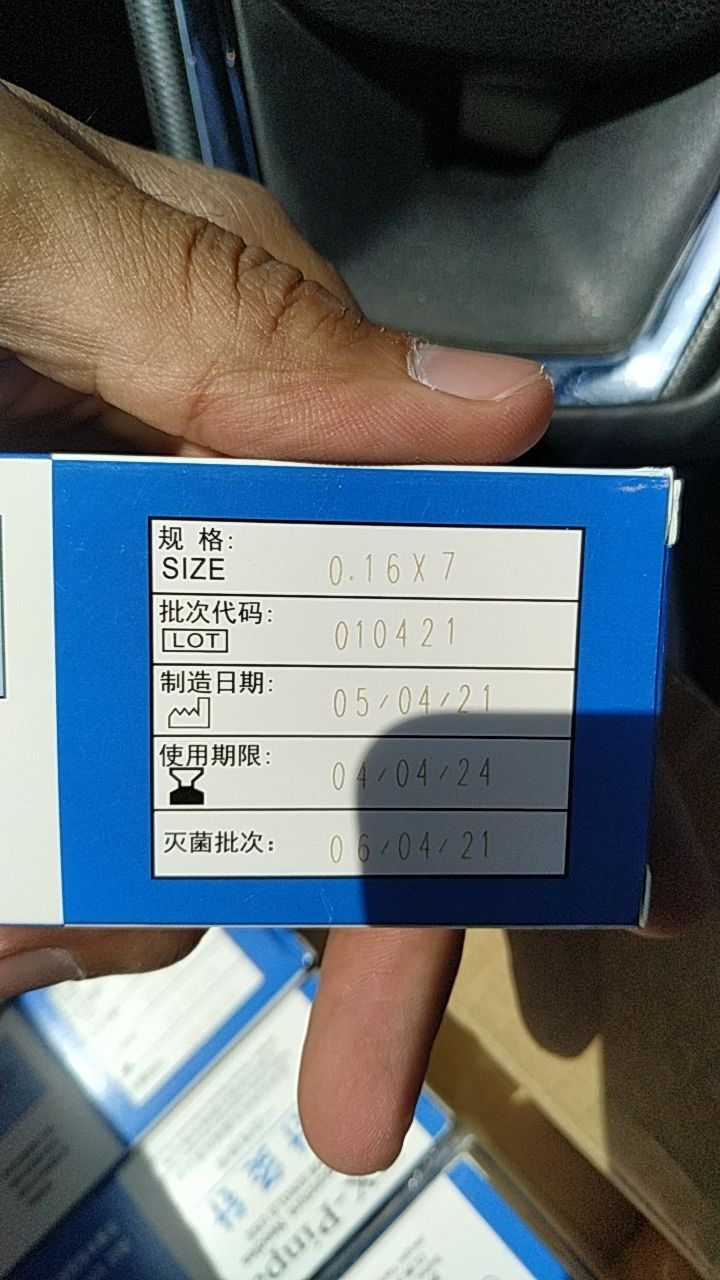 规 格:
SIZE 0.16X7
批次代码:
LOT 010421
制造日期:
05/04/21
使用期限:
04/04/24
灭菌批次: 06/04/21